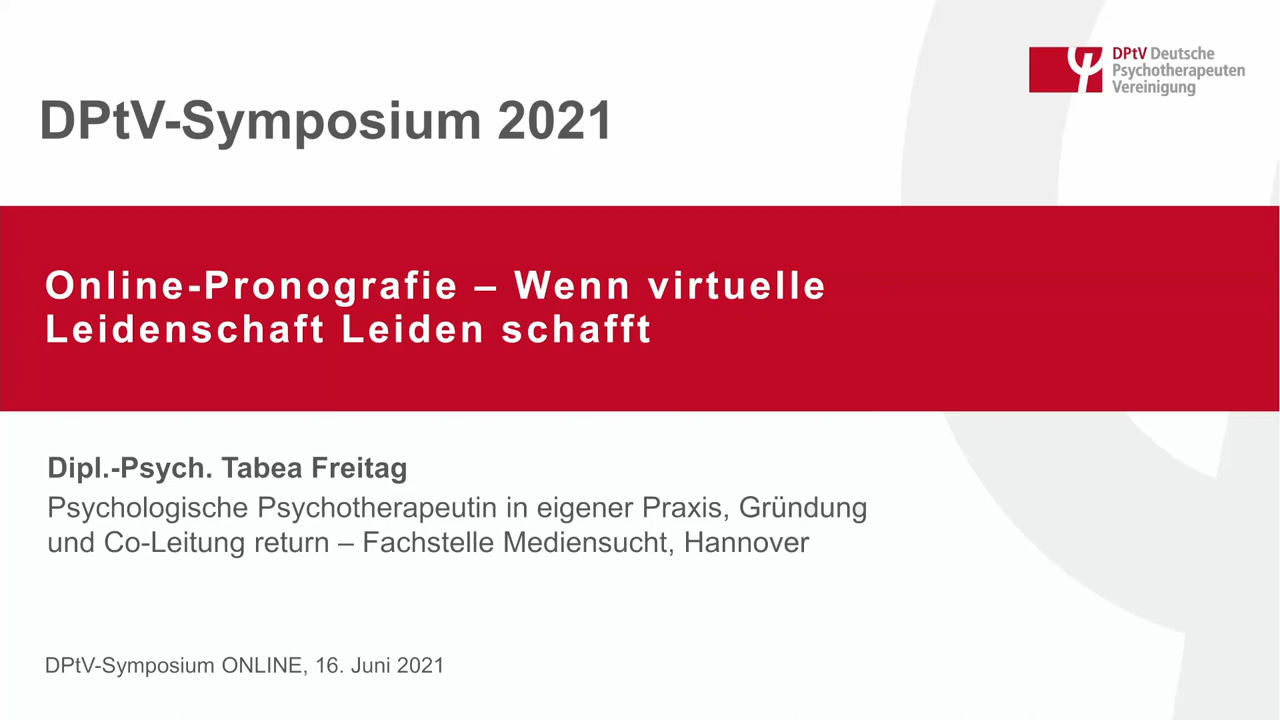 DPtV Deutsche
Psychotherapeuten
Vereinigung
DPtV-Symposium 2021
Online-Pronografie – Wenn virtuelle
Leidenschaft Leiden schafft
Dipl.-Psych. Tabea Freitag
Psychologische Psychotherapeutin in eigener Praxis, Gründung
und Co-Leitung return – Fachstelle Mediensucht, Hannover
DPtV-Symposium ONLINE, 16. Juni 2021